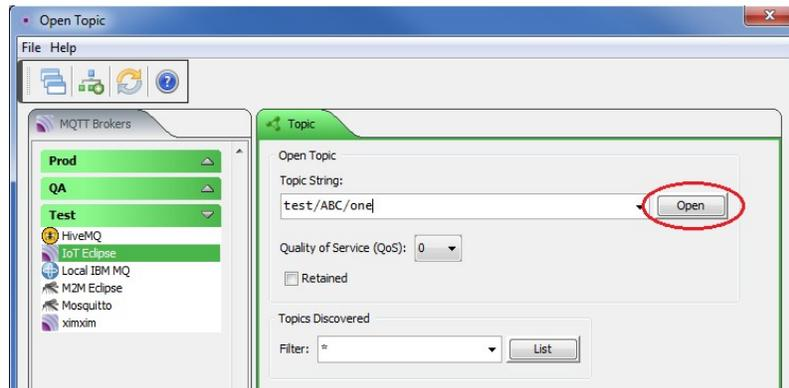 Open Topic
File Help
MQTT Brokers
Topic
Prod
QA
Test
HiveMQ
IoT Eclipse
Local IBM MQ
M2M Eclipse
Mosquitto
ximxim
Open Topic
Topic String:
test/ABC/one
Open
Quality of Service (QoS): 0
Retained
Topics Discovered
Filter: * List